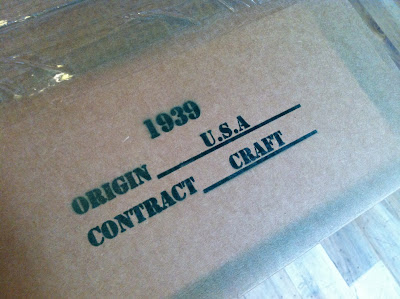 1939
ORIGIN U.S.A
CONTRACT CRAFT